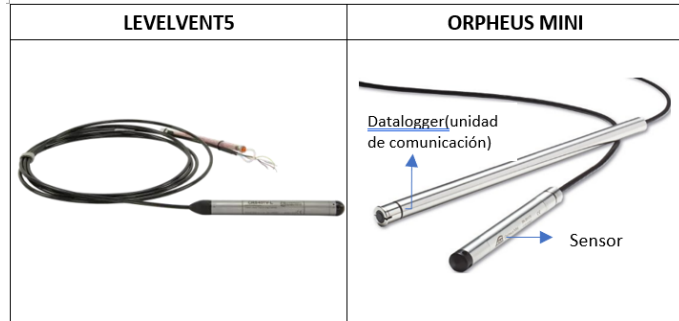 LEVELVENT5
ORPHEUS MINI
Datalogger(unidad
de comunicación)
Sensor